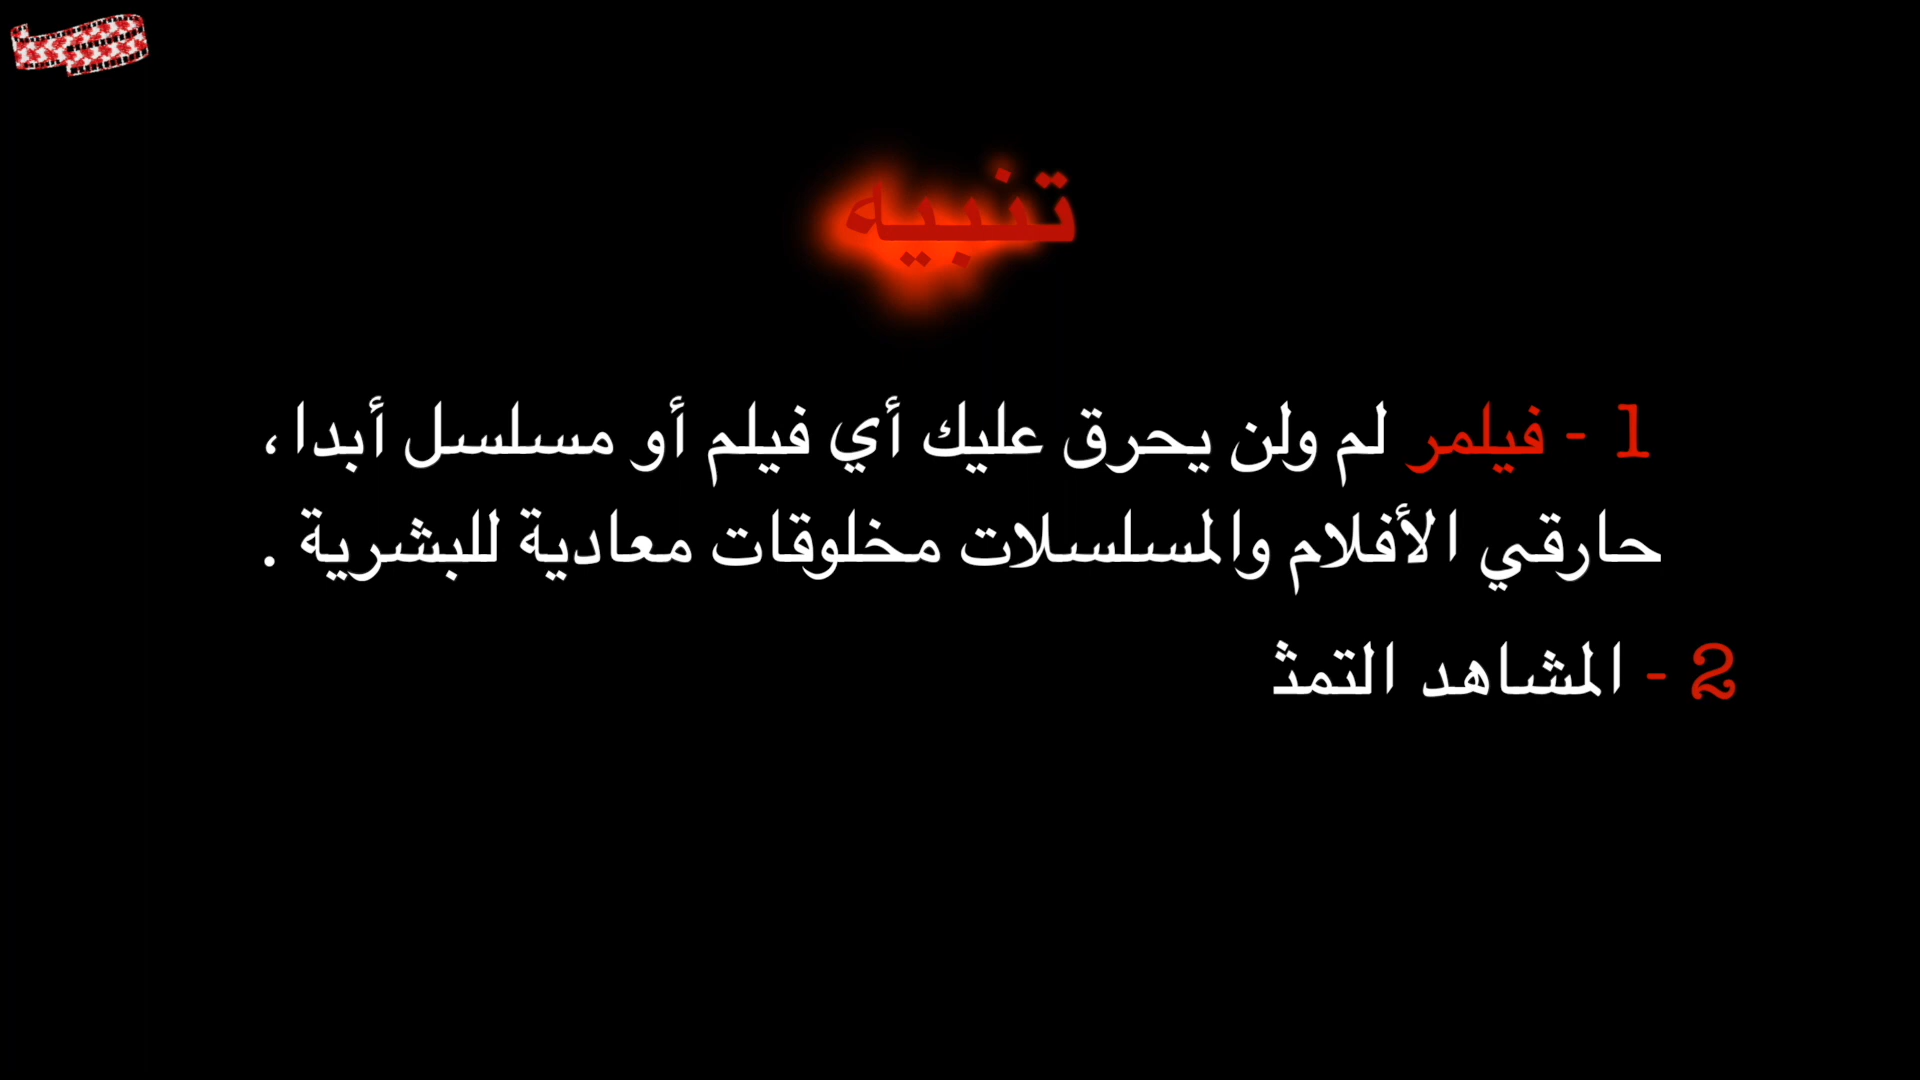 تنبيه
1 - فيلمر لم ولن يحرق عليك أي فيلم أو مسلسل أبدا ،
حارقي الأفلام والمسلسلات مخلوقات معادية للبشرية .
2 - المشاهد التمثـ